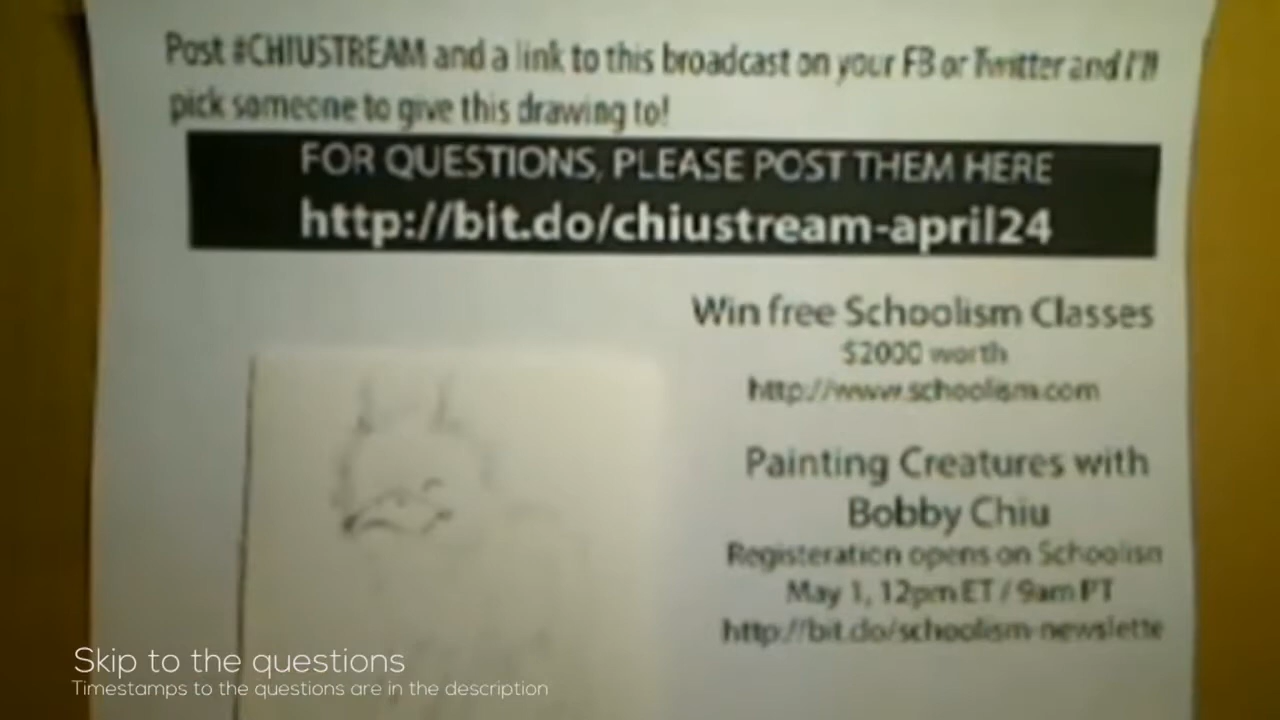 Post #CHIUSTREAM and a link to this broadcast on your FB or Twitter and I'll
pick someone to give this drawing to!
FOR QUESTIONS, PLEASE POST THEM HERE
http://bit.do/chiustream-april24
Win free Schoolism Classes
$2000 worth
http://www.schoolism.com
Painting Creatures with
Bobby Chiu
Registeration opens on Schoolism
May 1, 12pm ET / 9am PT
http://bit.do/schoolism-newslette
Skip to the questions
Timestamps to the questions are in the description